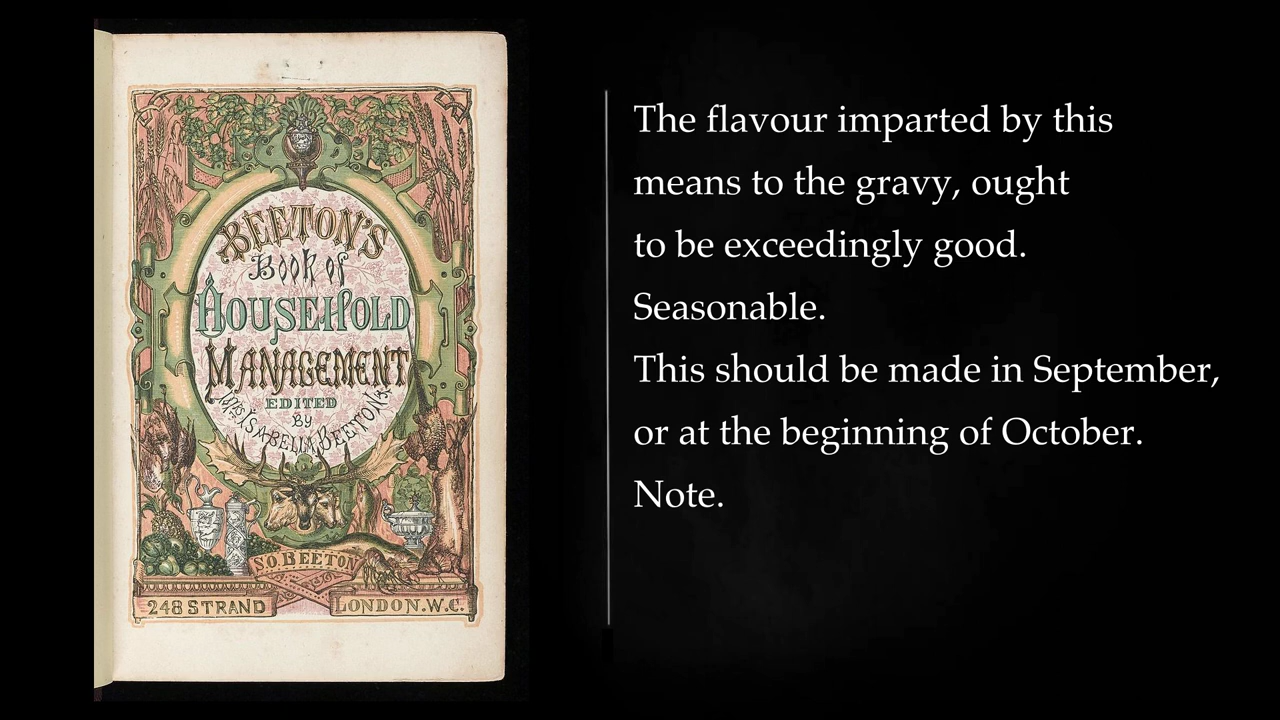 BEETON'S
Book of
HOUSEHOLD
MANAGEMENT
EDITED
BY
MRS ISABELLA BEETON
S.O. BEETON
248 STRAND
LONDON. W.C.
The flavour imparted by this
means to the gravy, ought
to be exceedingly good.
Seasonable.
This should be made in September,
or at the beginning of October.
Note.